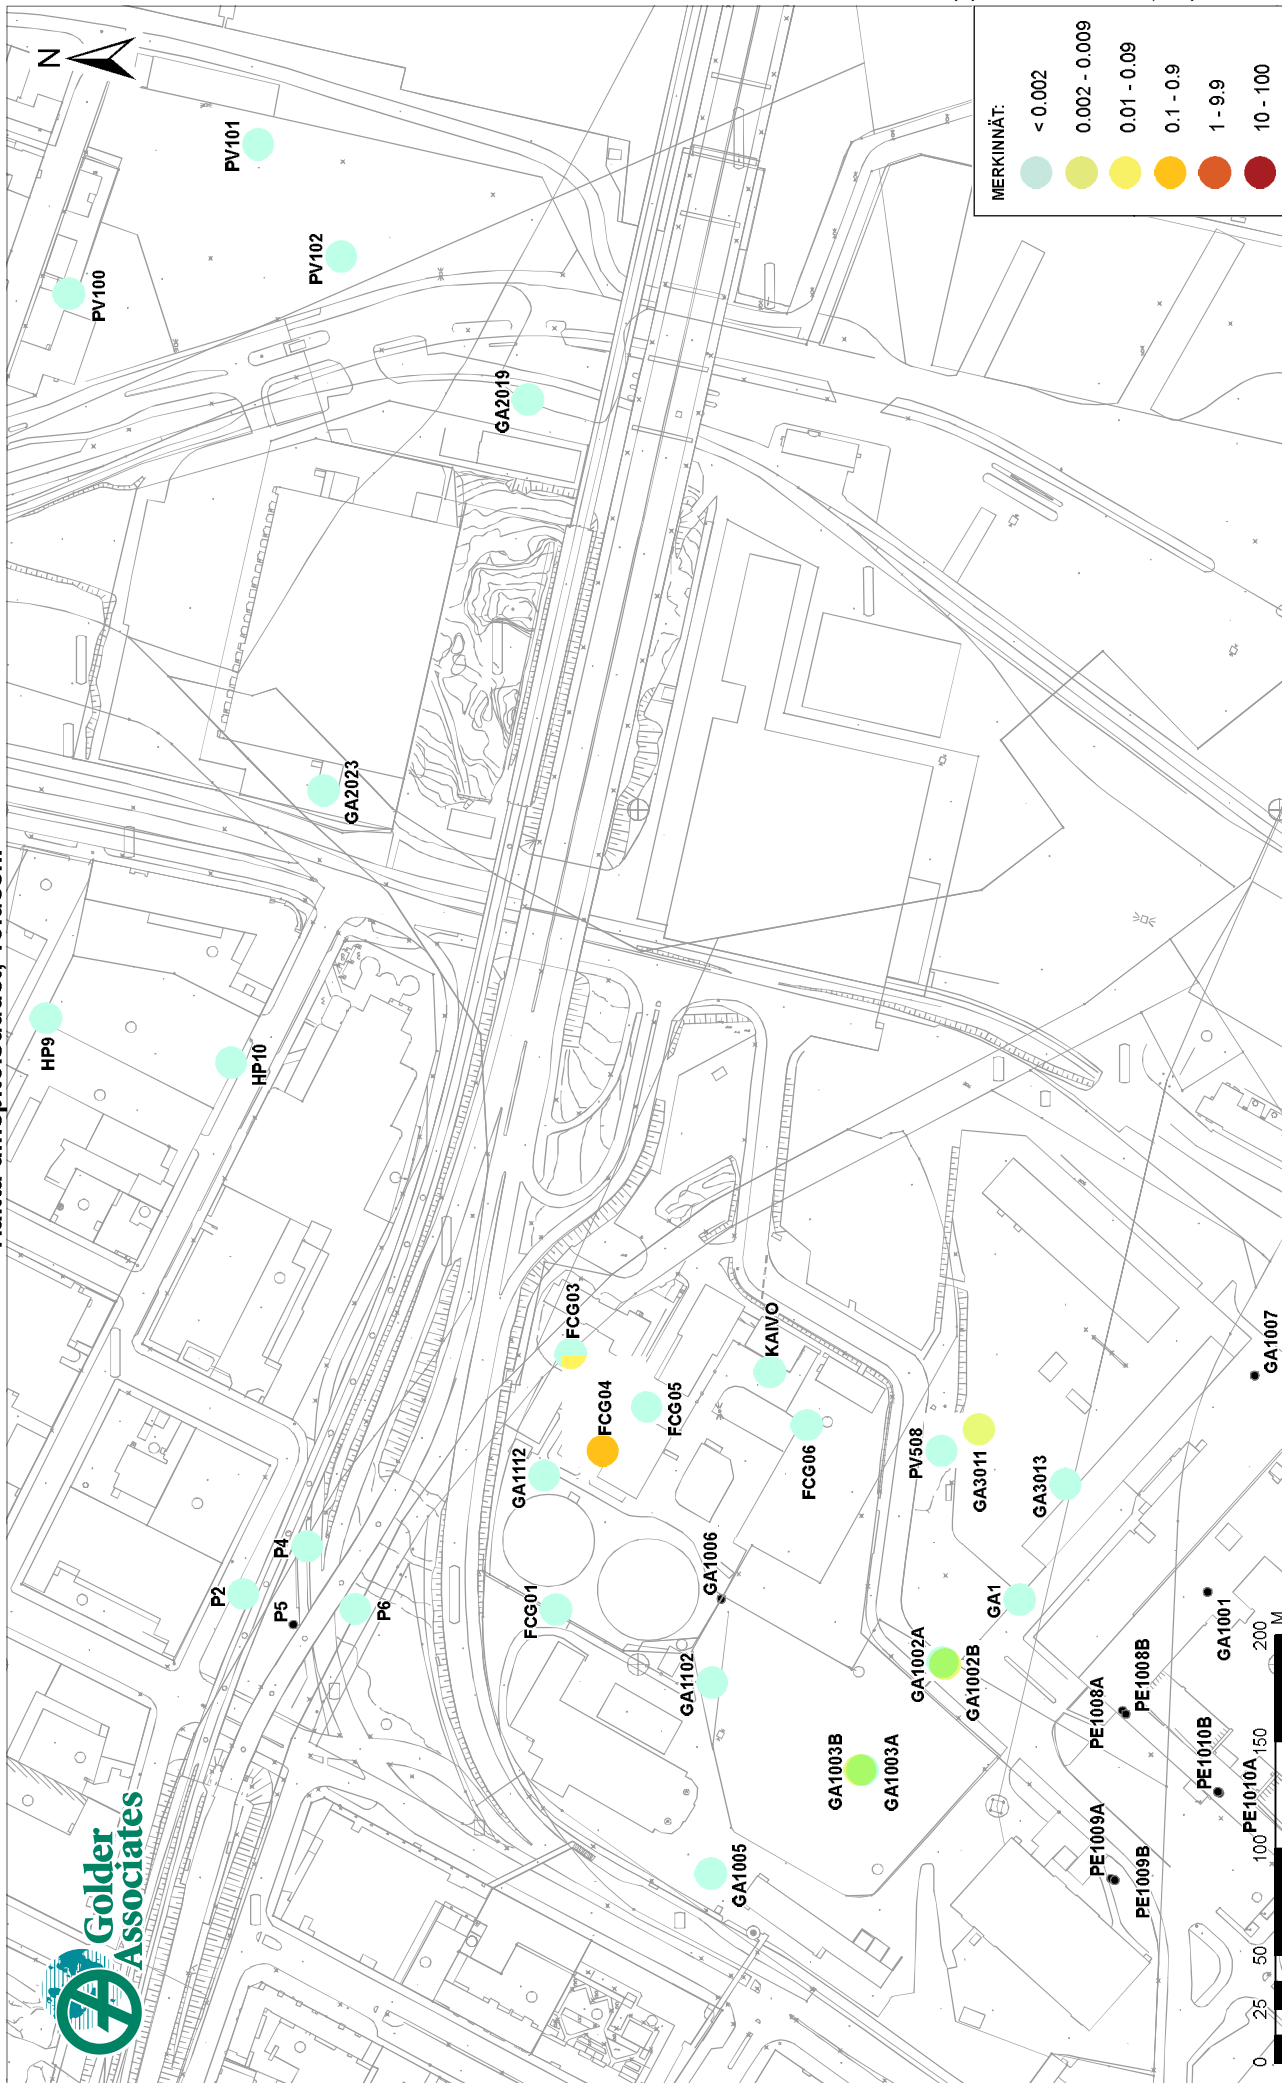 N
PV101
PV102
PV100
GA2019
GA2023
HP9
HP10
P2
P4
P5
P6
FCG03
FCG04
FCG05
GA1112
KAIVO
FCG06
FCG01
GA1006
GA1102
PV508
GA3011
GA3013
GA1
GA1002A
GA1002B
GA1003B
GA1003A
GA1005
GA1007
GA1001
PE1008A
PE1008B
PE1010B
PE1010A
PE1009A
PE1009B
Golder
Associates
MERKINNÄT:
< 0.002
0.002 - 0.009
0.01 - 0.09
0.1 - 0.9
1 - 9.9
10 - 100
0 25 50 100 150 200
M